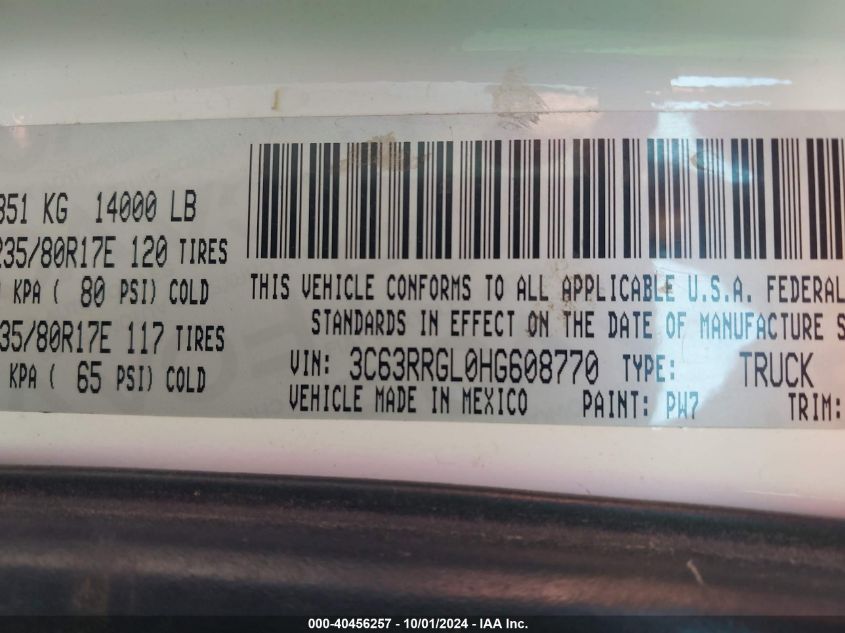 851 KG 14000 LB
235/80R17E 120 TIRES
KPA ( 80 PSI) COLD
35/80R17E 117 TIRES
KPA ( 65 PSI) COLD
THIS VEHICLE CONFORMS TO ALL APPLICABLE U.S.A. FEDERAL
STANDARDS IN EFFECT ON THE DATE OF MANUFACTURE S
VIN: 3C63RRGL0HG608770 TYPE: TRUCK
VEHICLE MADE IN MEXICO PAINT: PW7 TRIM:
000-40456257 - 10/01/2024 - IAA Inc.